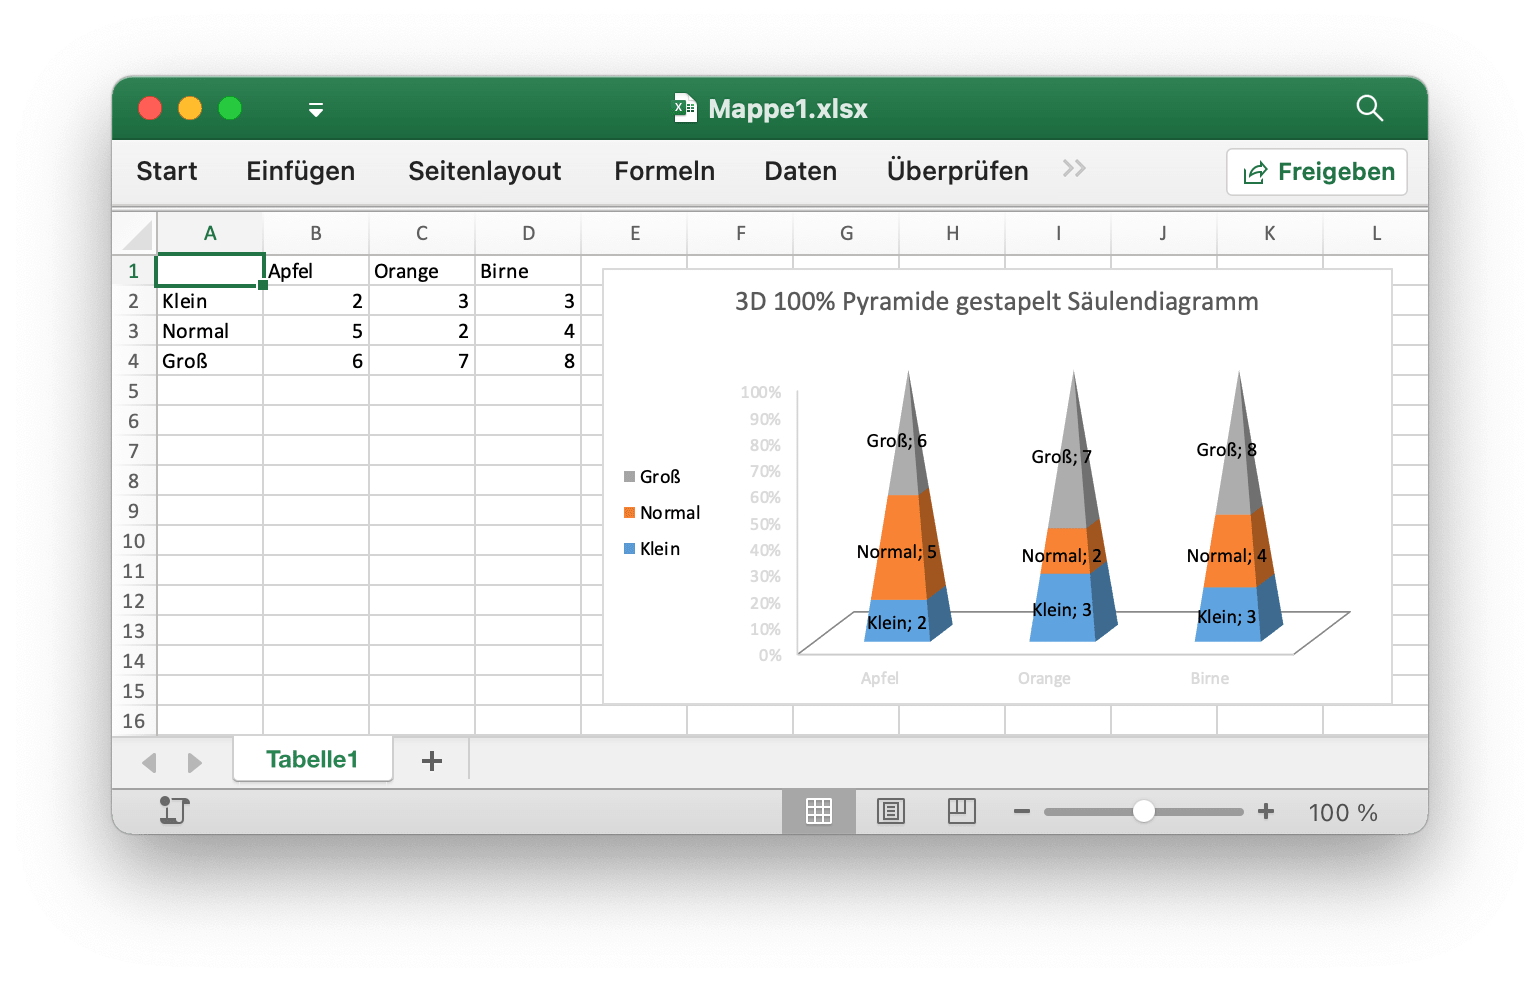 Mappe1.xlsx
Start Einfügen Seitenlayout Formeln Daten Überprüfen Freigeben
A B C D E F G H I J K L
1 Apfel Orange Birne
2 Klein 2 3 3
3 Normal 5 2 4
4 Groß 6 7 8
5
6
7
8
9
10
11
12
13
14
15
16
3D 100% Pyramide gestapelt Säulendiagramm
Groß
Normal
Klein
100%
90%
80%
70%
60%
50%
40%
30%
20%
10%
0%
Groß; 6 Groß; 7 Groß; 8
Normal; 5 Normal; 2 Normal; 4
Klein; 2 Klein; 3 Klein; 3
Apfel Orange Birne
Tabelle1
100 %